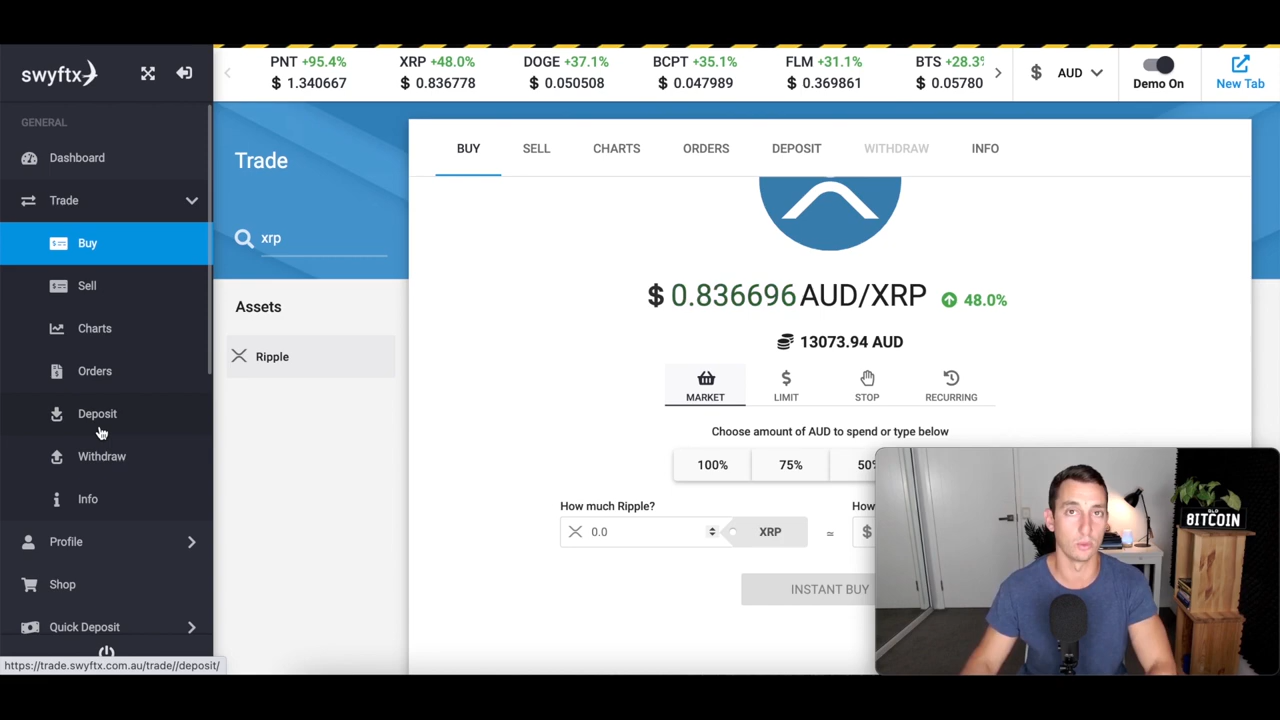 swyftx
PNT +95.4%
$ 1.340667
XRP +48.0%
$ 0.836778
DOGE +37.1%
$ 0.050508
BCPT +35.1%
$ 0.047989
FLM +31.1%
$ 0.369861
BTS +28.3%
$ 0.05780
$ AUD
Demo On
New Tab
GENERAL
Dashboard
Trade
Buy
Sell
Charts
Orders
Deposit
Withdraw
Info
Profile
Shop
Quick Deposit
https://trade.swyftx.com.au/trade//deposit/
Trade
xrp
Assets
Ripple
BUY
SELL
CHARTS
ORDERS
DEPOSIT
WITHDRAW
INFO
$ 0.836696 AUD/XRP 48.0%
13073.94 AUD
MARKET
LIMIT
STOP
RECURRING
Choose amount of AUD to spend or type below
100%
75%
50%
How much Ripple?
How
0.0
XRP
≃
$
INSTANT BUY
BITCOIN